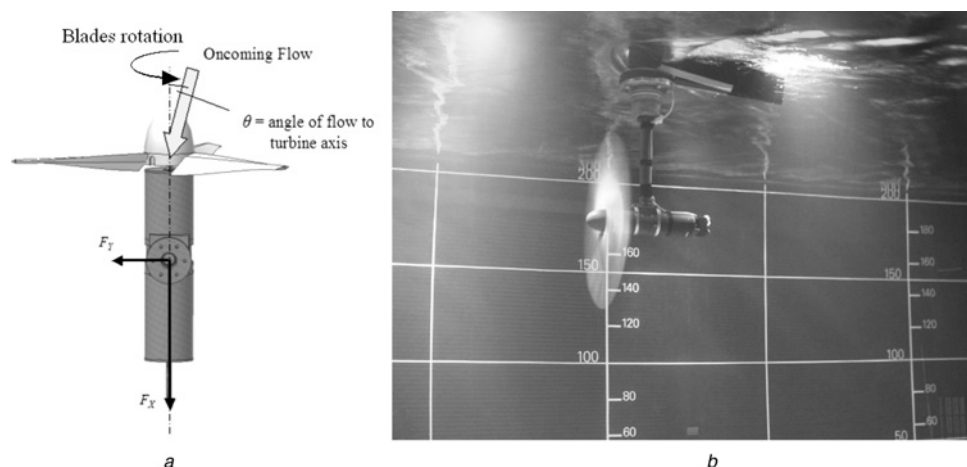 Blades rotation
Oncoming Flow
θ = angle of flow to
turbine axis
F_T
F_X
a
200
200
180
160
160
150
150
140
140
120
120
100
100
80
80
60
60
50
b